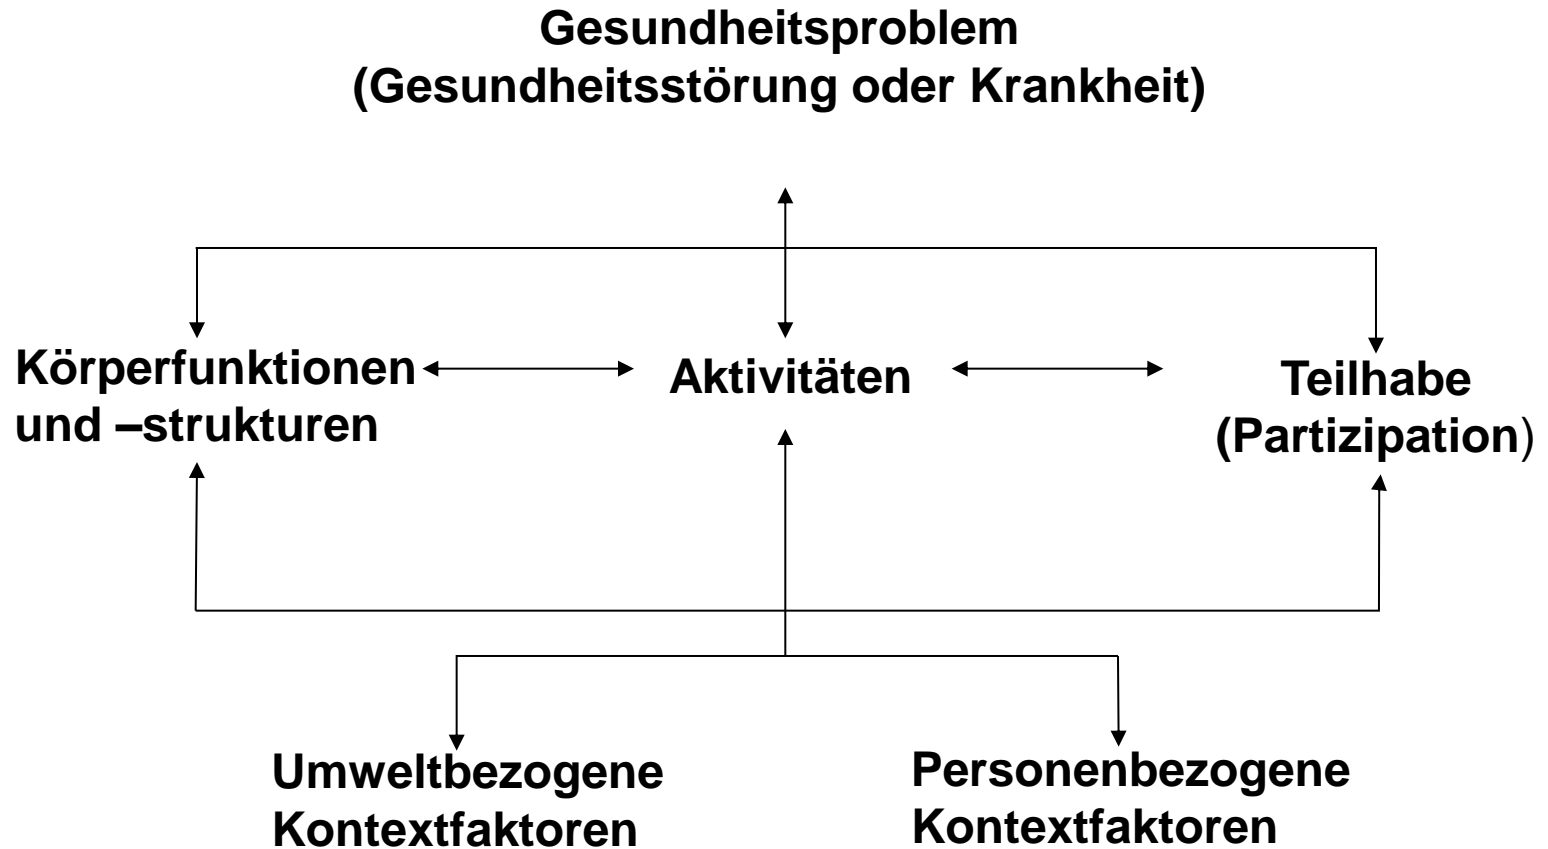 Gesundheitsproblem
(Gesundheitsstörung oder Krankheit)
Körperfunktionen
und –strukturen
Aktivitäten
Teilhabe
(Partizipation)
Umweltbezogene
Kontextfaktoren
Personenbezogene
Kontextfaktoren